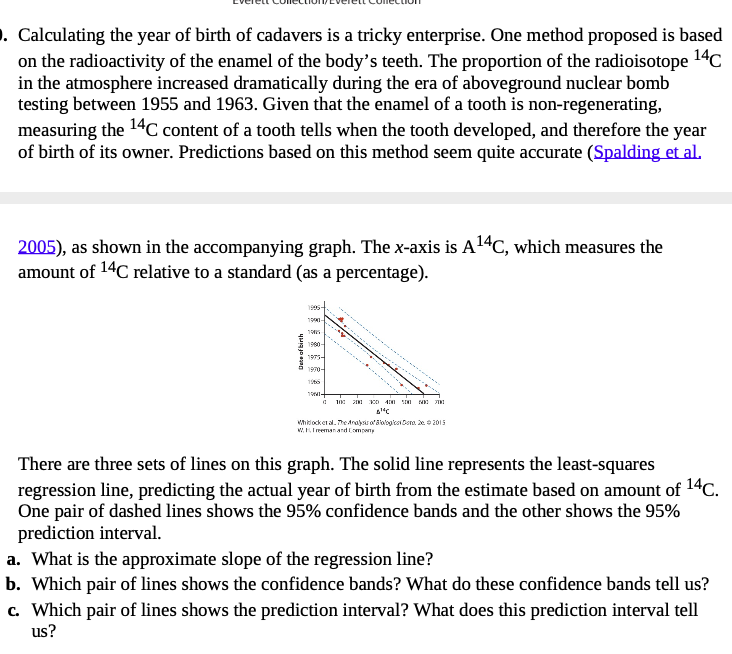 Everett Collection/Everett Collection
. Calculating the year of birth of cadavers is a tricky enterprise. One method proposed is based
on the radioactivity of the enamel of the body’s teeth. The proportion of the radioisotope ¹⁴C
in the atmosphere increased dramatically during the era of aboveground nuclear bomb
testing between 1955 and 1963. Given that the enamel of a tooth is non-regenerating,
measuring the ¹⁴C content of a tooth tells when the tooth developed, and therefore the year
of birth of its owner. Predictions based on this method seem quite accurate (Spalding et al.
2005), as shown in the accompanying graph. The x-axis is A¹⁴C, which measures the
amount of ¹⁴C relative to a standard (as a percentage).
Date of birth
1995
1990
1985
1980
1975
1970
1965
1960
0 100 200 300 400 500 600 700
Δ¹⁴C
Whitlock et al., The Analysis of Biological Data, 2e, © 2015
W. H. Freeman and Company
There are three sets of lines on this graph. The solid line represents the least-squares
regression line, predicting the actual year of birth from the estimate based on amount of ¹⁴C.
One pair of dashed lines shows the 95% confidence bands and the other shows the 95%
prediction interval.
a. What is the approximate slope of the regression line?
b. Which pair of lines shows the confidence bands? What do these confidence bands tell us?
c. Which pair of lines shows the prediction interval? What does this prediction interval tell
us?